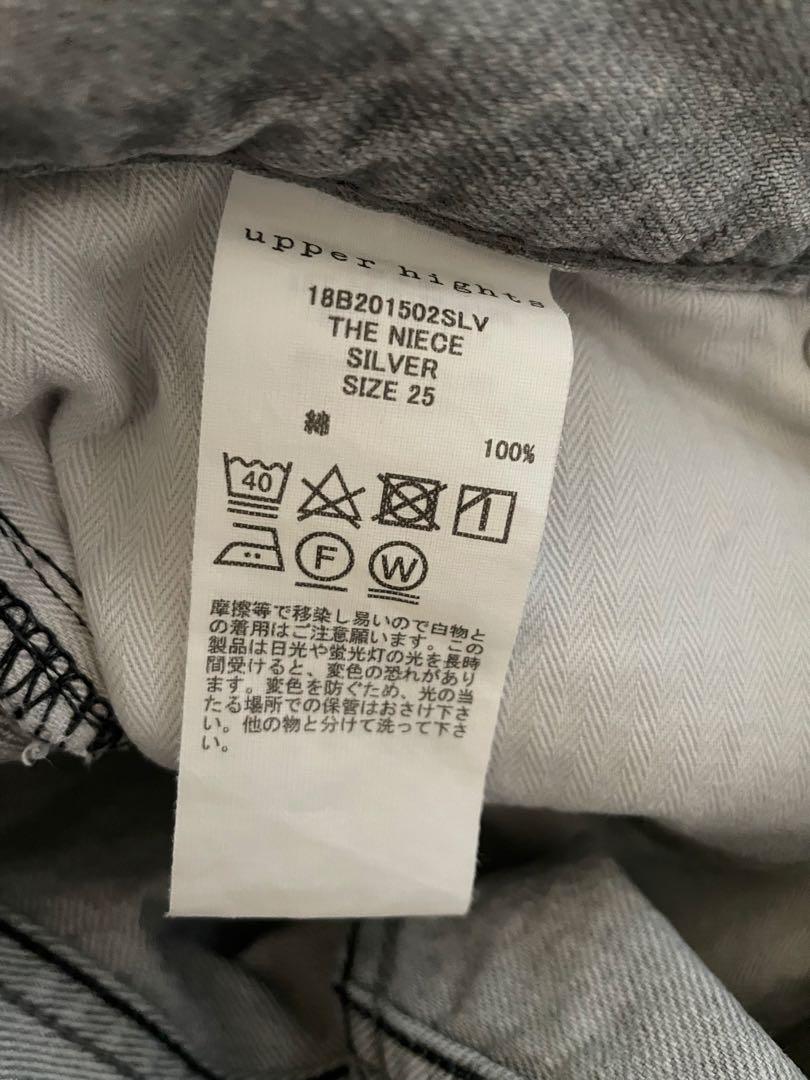 upper hights
18B201502SLV
THE NIECE
SILVER
SIZE 25
綿 100%
40
F W
摩擦等で移染し易いので白物と
の着用はご注意願います。この
製品は日光や蛍光灯の光を長時
間受けると、変色の恐れがあり
ます。変色を防ぐため、光の当
たる場所での保管はおさけ下さ
い。他の物と分けて洗って下さ
い。